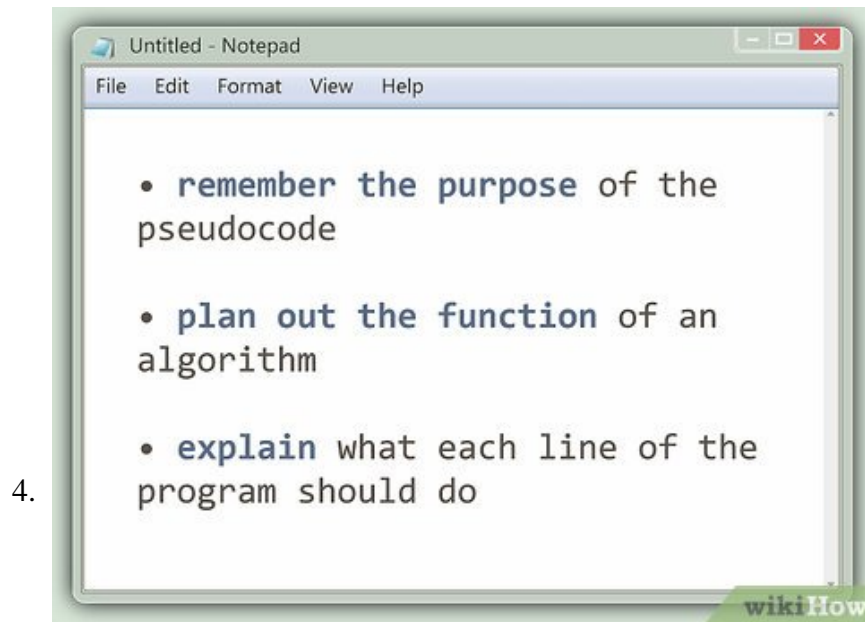 Untitled - Notepad
File Edit Format View Help
• remember the purpose of the
pseudocode
• plan out the function of an
algorithm
• explain what each line of the
program should do
4.
wikiHow